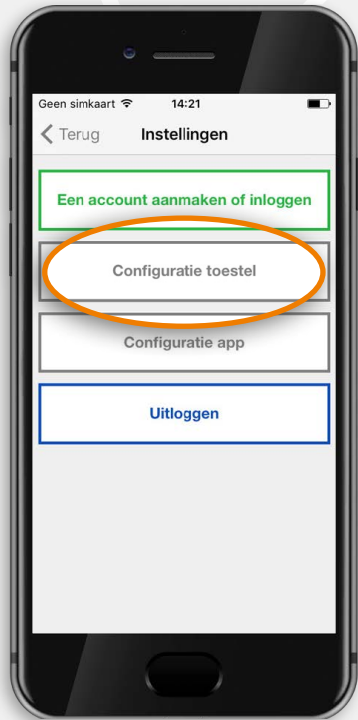 Geen simkaart 14:21
Terug Instellingen
Een account aanmaken of inloggen
Configuratie toestel
Configuratie app
Uitloggen